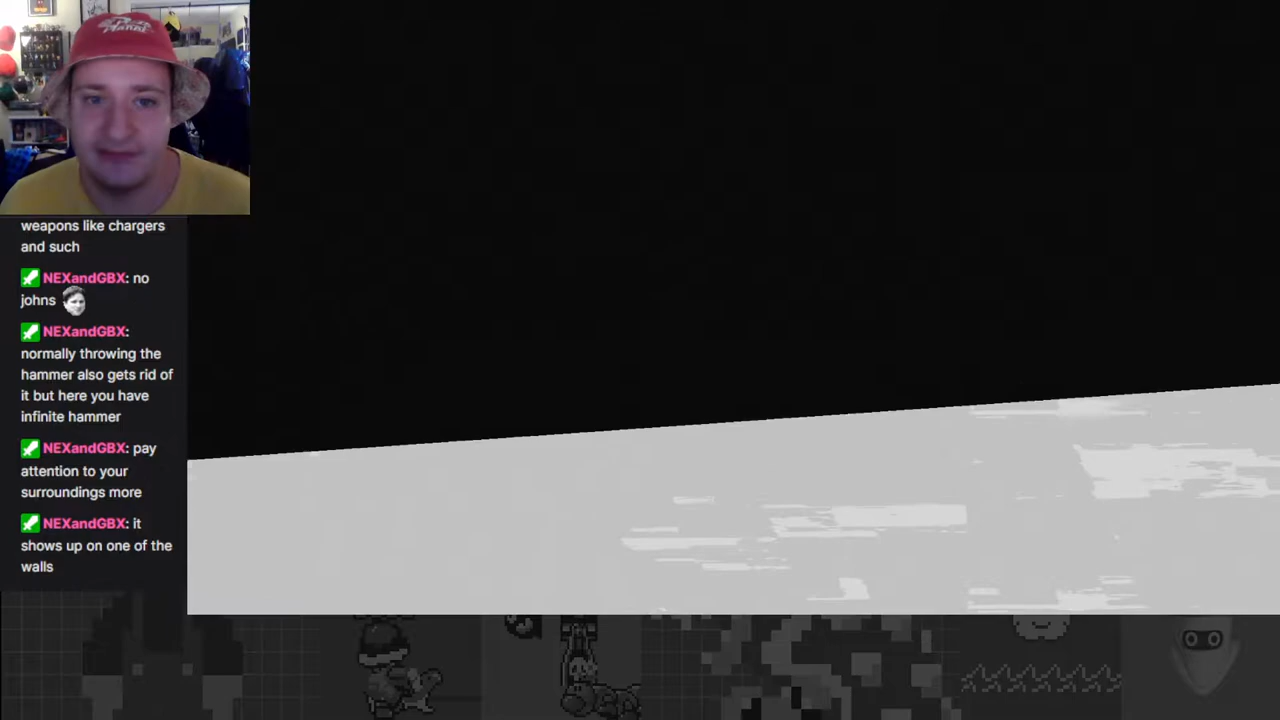 weapons like chargers
and such
NEXandGBX: no
johns
NEXandGBX:
normally throwing the
hammer also gets rid of
it but here you have
infinite hammer
NEXandGBX: pay
attention to your
surroundings more
NEXandGBX: it
shows up on one of the
walls